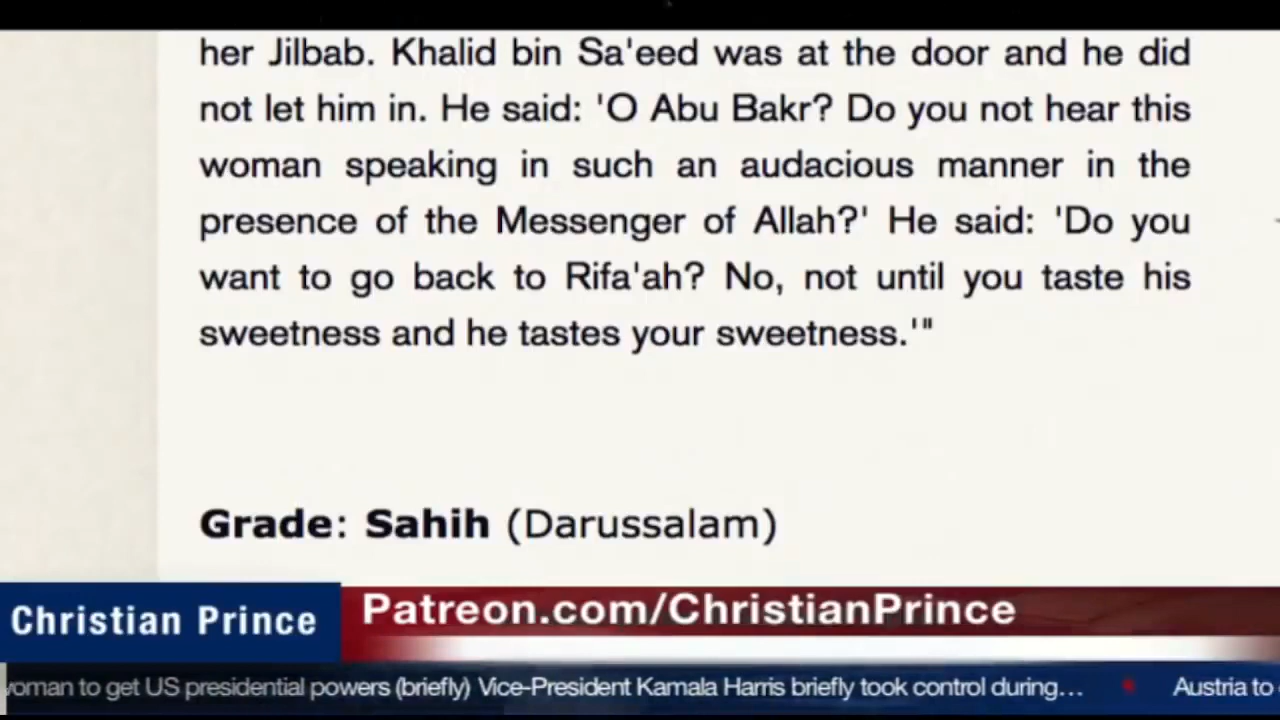 her Jilbab. Khalid bin Sa'eed was at the door and he did
not let him in. He said: 'O Abu Bakr? Do you not hear this
woman speaking in such an audacious manner in the
presence of the Messenger of Allah?' He said: 'Do you
want to go back to Rifa'ah? No, not until you taste his
sweetness and he tastes your sweetness.'"
Grade: Sahih (Darussalam)
Christian Prince
Patreon.com/ChristianPrince
woman to get US presidential powers (briefly) Vice-President Kamala Harris briefly took control during... Austria to